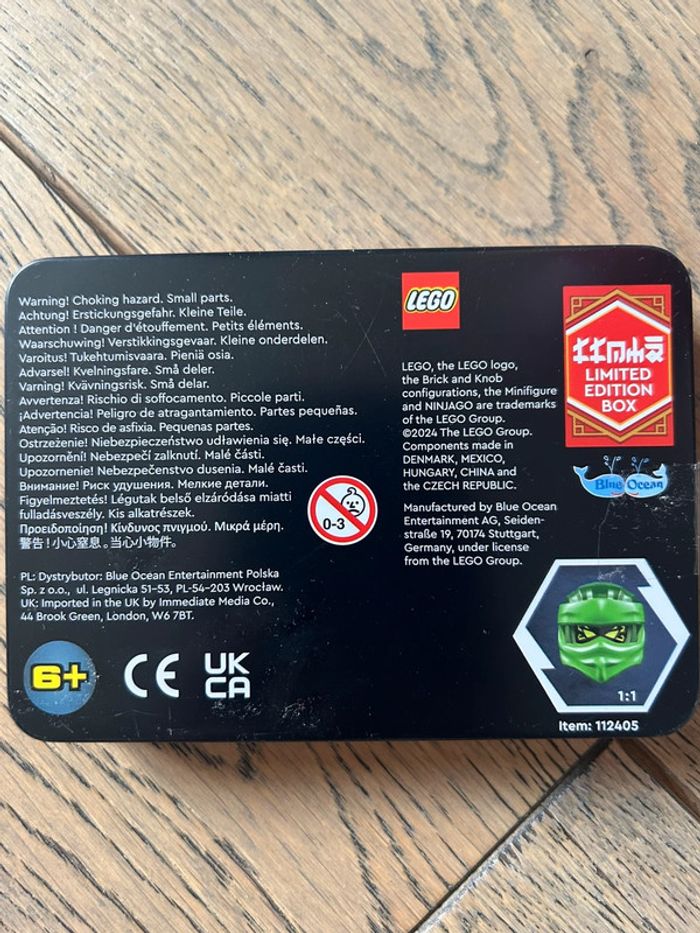 Warning! Choking hazard. Small parts.
Achtung! Erstickungsgefahr. Kleine Teile.
Attention ! Danger d'étouffement. Petits éléments.
Waarschuwing! Verstikkingsgevaar. Kleine onderdelen.
Varoitus! Tukehtumisvaara. Pieniä osia.
Advarsel! Kvelningsfare. Små deler.
Varning! Kvävningsrisk. Små delar.
Avvertenza! Rischio di soffocamento. Piccole parti.
¡Advertencia! Peligro de atragantamiento. Partes pequeñas.
Atenção! Risco de asfixia. Pequenas partes.
Ostrzeżenie! Niebezpieczeństwo udławienia się. Małe części.
Upozornění! Nebezpečí zalknutí. Malé části.
Upozornenie! Nebezpečenstvo dusenia. Malé časti.
Внимание! Риск удушения. Мелкие детали.
Figyelmeztetés! Légutak belső elzáródása miatti
fulladásveszély. Kis alkatrészek.
Προειδοποίηση! Κίνδυνος πνιγμού. Μικρά μέρη.
警告!小心窒息。当心小物件。
0-3
PL: Dystrybutor: Blue Ocean Entertainment Polska
Sp. z o.o., ul. Legnicka 51-53, PL-54-203 Wrocław.
UK: Imported in the UK by Immediate Media Co.,
44 Brook Green, London, W6 7BT.
6+
CE
UK
CA
LEGO
LEGO, the LEGO logo,
the Brick and Knob
configurations, the Minifigure
and NINJAGO are trademarks
of the LEGO Group.
©2024 The LEGO Group.
Components made in
DENMARK, MEXICO,
HUNGARY, CHINA and
the CZECH REPUBLIC.
Manufactured by Blue Ocean
Entertainment AG, Seiden-
straße 19, 70174 Stuttgart,
Germany, under license
from the LEGO Group.
LIMITED
EDITION
BOX
Blue Ocean
1:1
Item: 112405